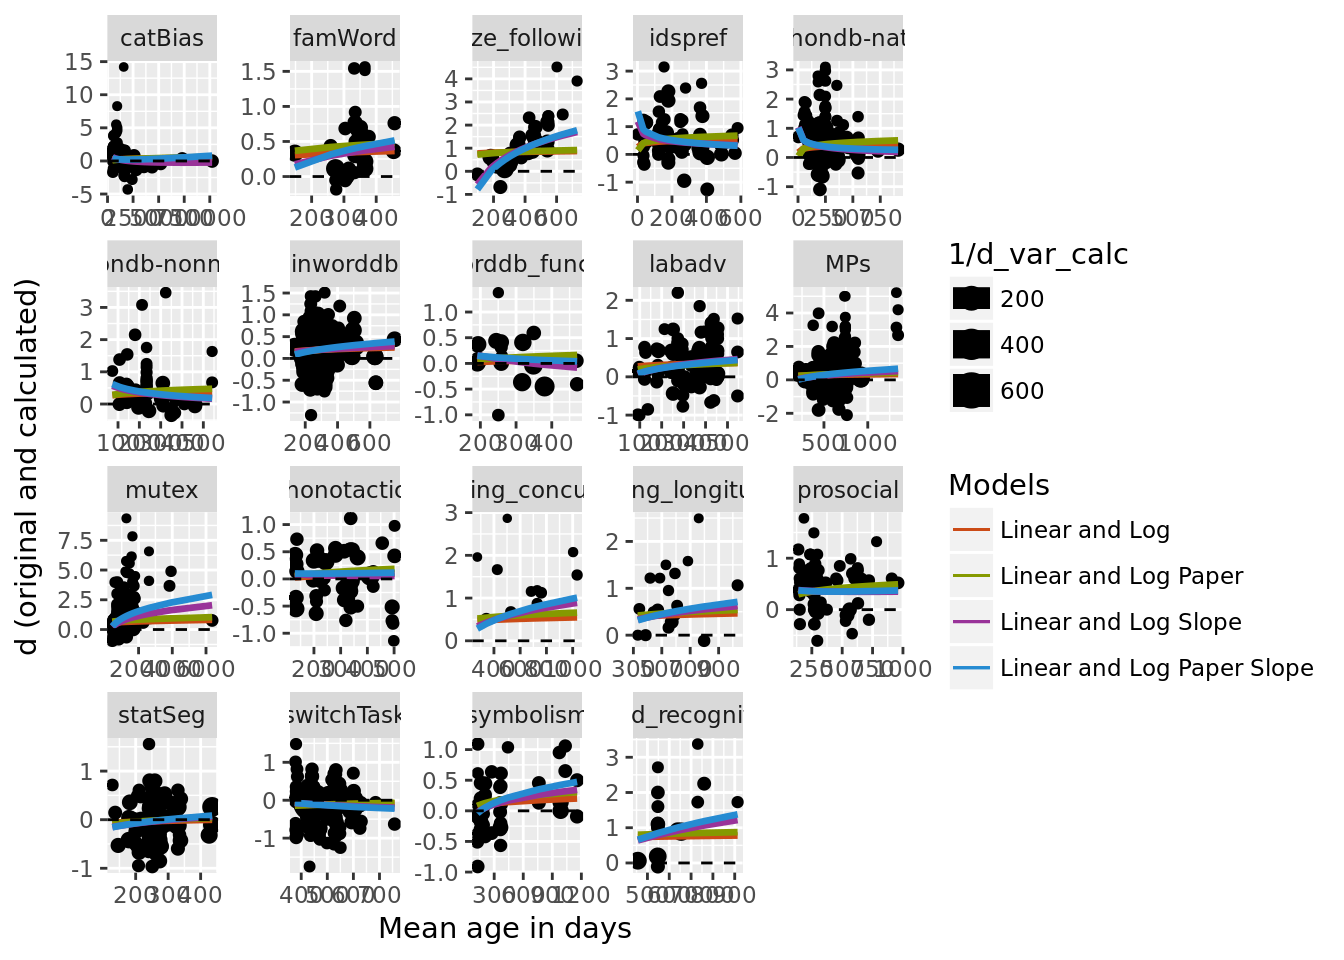 catBias famWord ze_followi idspref nondb-nat
15
10
5
0
-5
1.5
1.0
0.5
0.0
4
3
2
1
0
-1
3
2
1
0
-1
3
2
1
0
-1
0 2500 5000 7500 10000
200 300 400
200 400 600
0 200 400 600
0 250 500 750
ondb-nonn inworddb orddb_func labadv MPs
3
2
1
0
1.5
1.0
0.5
0.0
-0.5
-1.0
1.0
0.5
0.0
-0.5
-1.0
2
1
0
-1
4
2
0
-2
100 200 300 400 500
200 400 600
200 300 400
100 200 300 400 500
500 1000
mutex honotactic ing_concu ng_longitu prosocial
7.5
5.0
2.5
0.0
1.0
0.5
0.0
-0.5
-1.0
3
2
1
0
2
1
0
1
0
200 400 600 0
200 300 400 500
400 600 800 1000
300 500 700 900
250 500 750 1000
statSeg switchTask symbolism d_recognit
1
0
-1
1
0
-1
1.0
0.5
0.0
-0.5
-1.0
3
2
1
0
200 300 400
400 500 600 700
300 600 900 1200
500 600 700 800 900
Mean age in days
d (original and calculated)
1/d_var_calc
200
400
600
Models
Linear and Log
Linear and Log Paper
Linear and Log Slope
Linear and Log Paper Slope